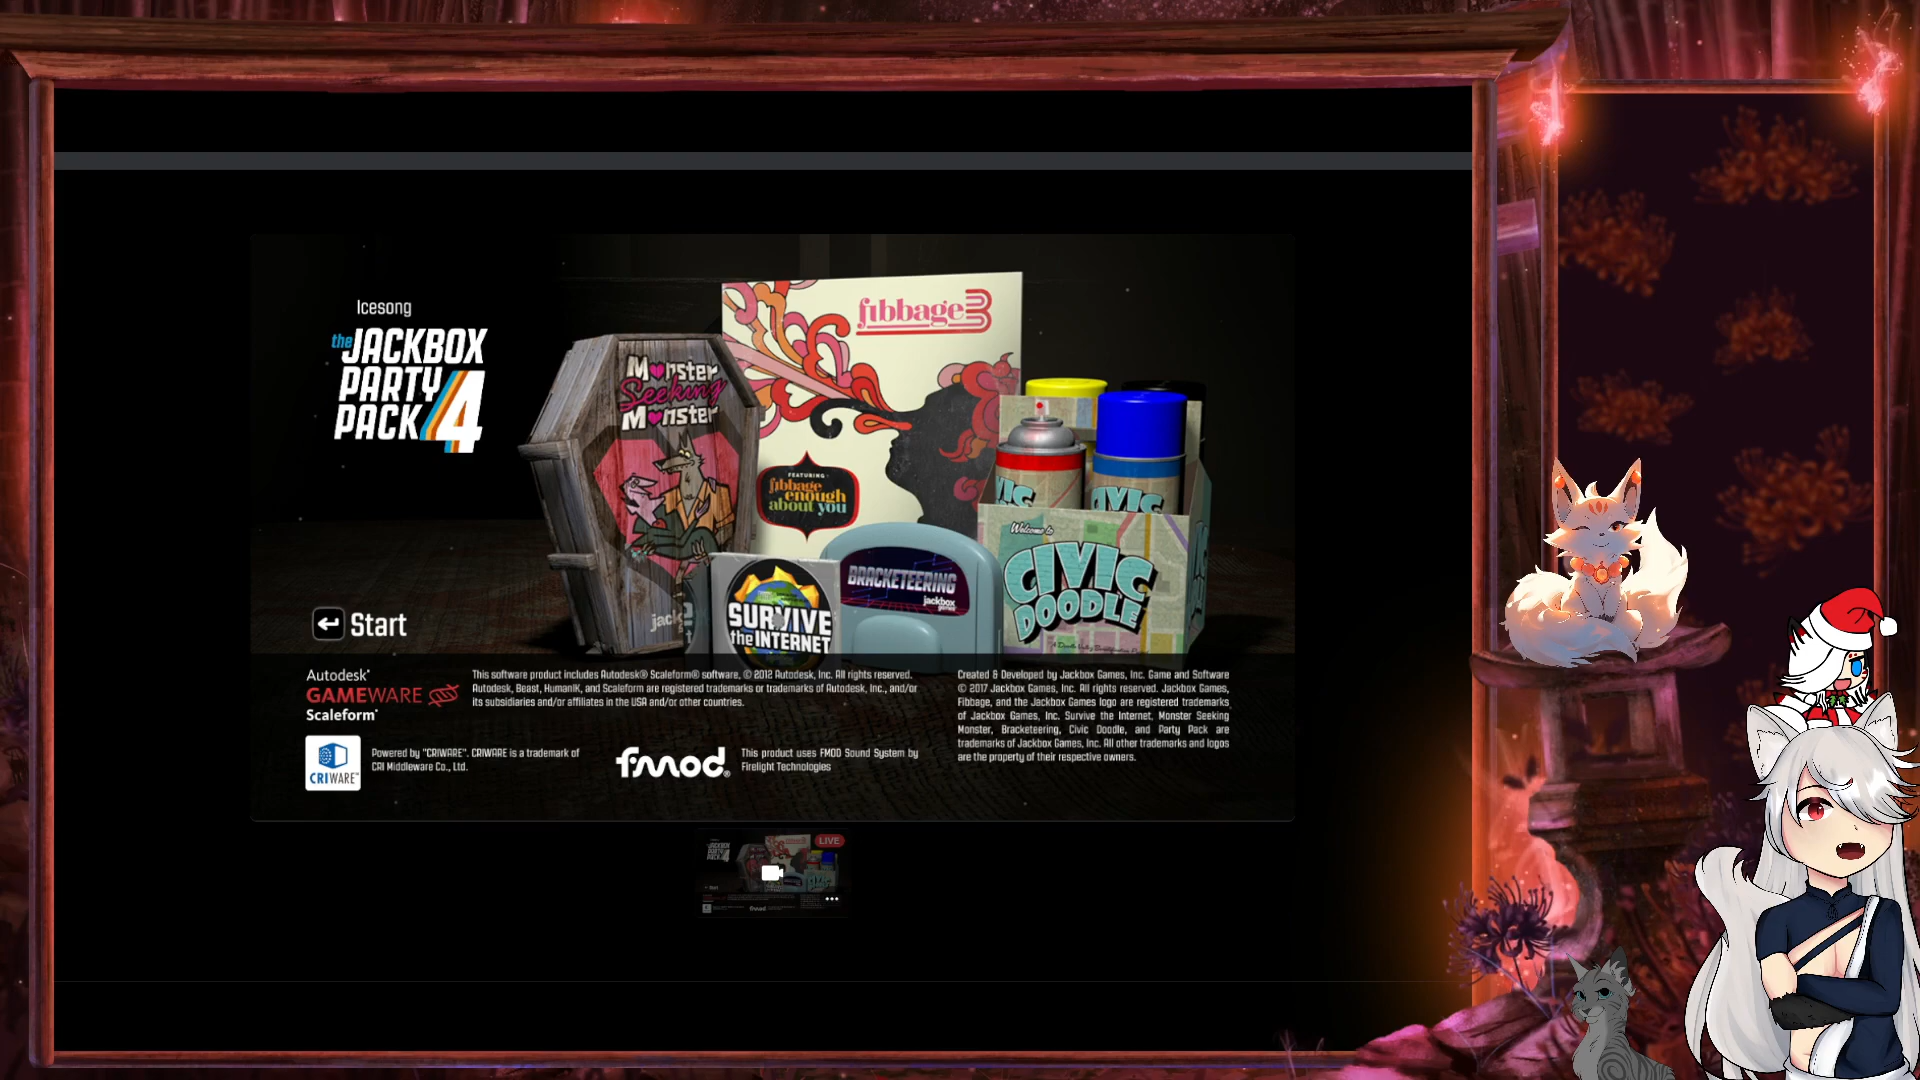 Icesong
the JACKBOX
PARTY
PACK 4
Start
Monster
Seeking
Monster
fibbage 3
FEATURING
fibbage
enough
about you
SURVIVE
the INTERNET
BRACKETEERING
jackbox
games
Welcome to
CIVIC
DOODLE
CIVIC
Autodesk®
GAMEWARE
Scaleform®
This software product includes Autodesk® Scaleform® software, © 2012 Autodesk, Inc. All rights reserved.
Autodesk, Beast, HumanIK, and Scaleform are registered trademarks or trademarks of Autodesk, Inc., and/or
its subsidiaries and/or affiliates in the USA and/or other countries.
CRIWARE™
Powered by "CRIWARE". CRIWARE is a trademark of
CRI Middleware Co., Ltd.
fmod®
This product uses FMOD Sound System by
Firelight Technologies
Created & Developed by Jackbox Games, Inc. Game and Software
© 2017 Jackbox Games, Inc. All rights reserved. Jackbox Games,
Fibbage, and the Jackbox Games logo are registered trademarks
of Jackbox Games, Inc. Survive the Internet, Monster Seeking
Monster, Bracketeering, Civic Doodle, and Party Pack are
trademarks of Jackbox Games, Inc. All other trademarks and logos
are the property of their respective owners.
LIVE